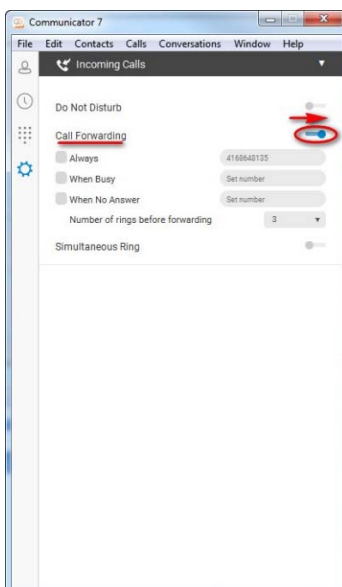 Communicator 7
File Edit Contacts Calls Conversations Window Help
Incoming Calls
Do Not Disturb
Call Forwarding
Always 4168648135
When Busy Set number
When No Answer Set number
Number of rings before forwarding 3
Simultaneous Ring